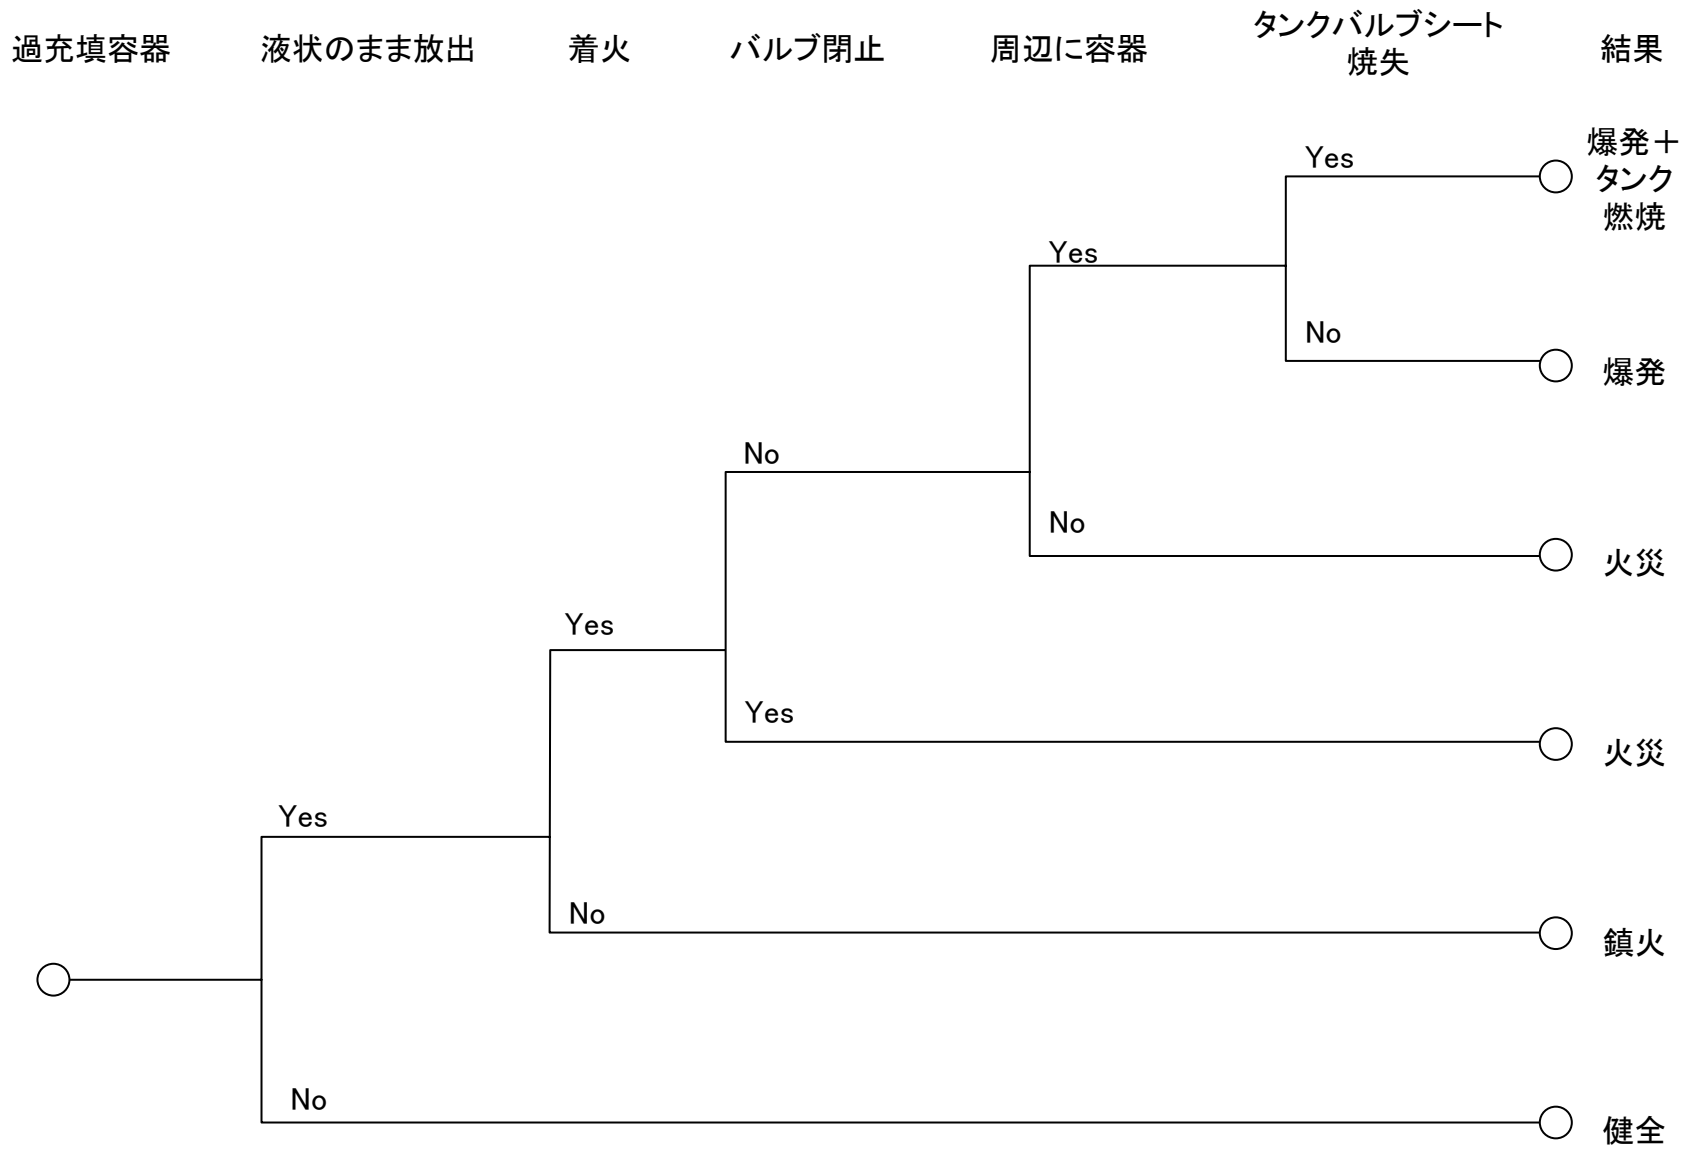 過充填容器
液状のまま放出
着火
バルブ閉止
周辺に容器
タンクバルブシート
焼失
結果
Yes
爆発＋
タンク
燃焼
Yes
No
爆発
No
No
火災
Yes
Yes
火災
Yes
No
鎮火
No
健全